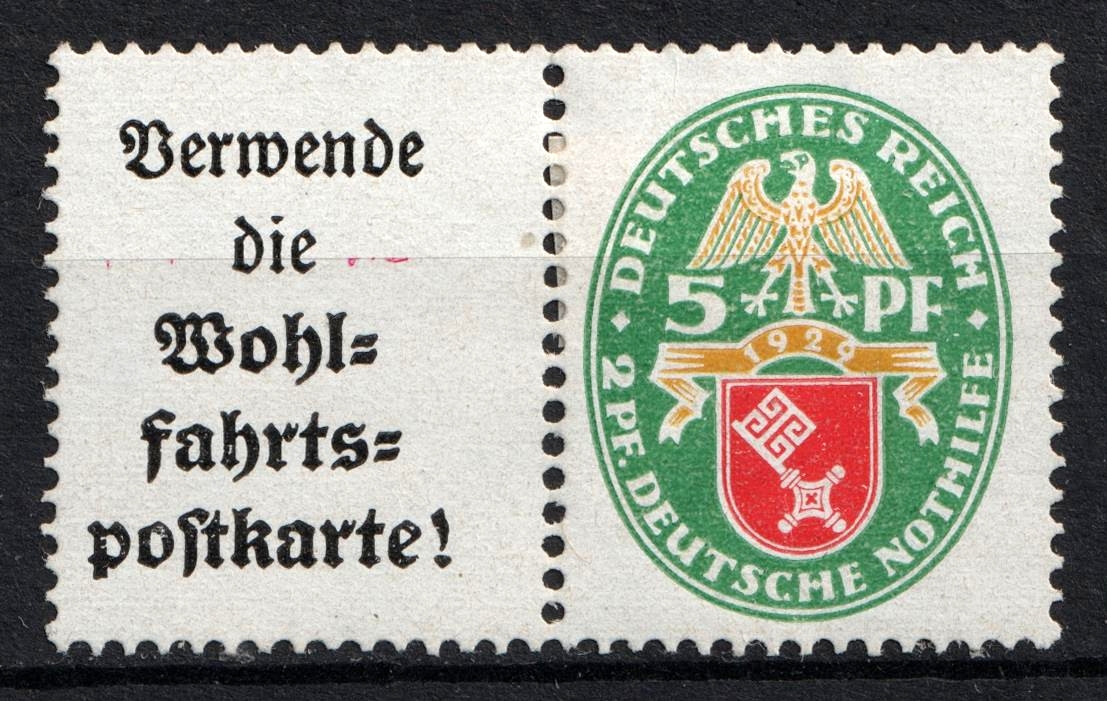 Verwende
die
Wohl=
fahrts=
poſtkarte!
DEUTSCHES REICH
5 PF
1929
2 PF. DEUTSCHE NOTHILFE